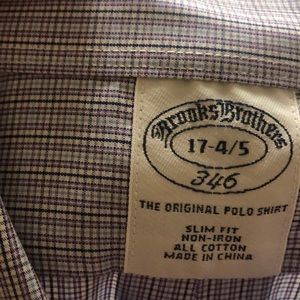 Brooks Brothers
17-4/5
346
THE ORIGINAL POLO SHIRT
SLIM FIT
NON-IRON
ALL COTTON
MADE IN CHINA